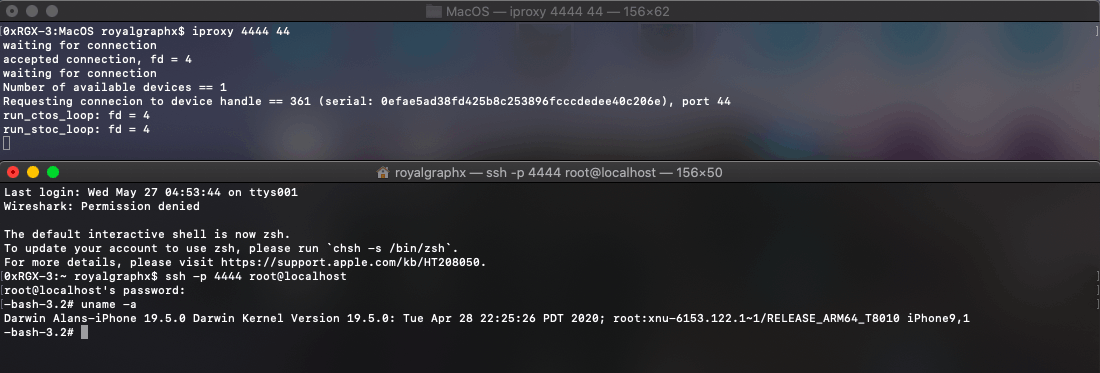 MacOS — iproxy 4444 44 — 156×62
[0xRGX-3:MacOS royalgraphx$ iproxy 4444 44 ]
waiting for connection
accepted connection, fd = 4
waiting for connection
Number of available devices == 1
Requesting connecion to device handle == 361 (serial: 0efae5ad38fd425b8c253896fcccdedee40c206e), port 44
run_ctos_loop: fd = 4
run_stoc_loop: fd = 4
royalgraphx — ssh -p 4444 root@localhost — 156×50
Last login: Wed May 27 04:53:44 on ttys001
Wireshark: Permission denied
The default interactive shell is now zsh.
To update your account to use zsh, please run `chsh -s /bin/zsh`.
For more details, please visit https://support.apple.com/kb/HT208050.
[0xRGX-3:~ royalgraphx$ ssh -p 4444 root@localhost ]
[root@localhost's password: ]
[-bash-3.2# uname -a ]
Darwin Alans-iPhone 19.5.0 Darwin Kernel Version 19.5.0: Tue Apr 28 22:25:26 PDT 2020; root:xnu-6153.122.1~1/RELEASE_ARM64_T8010 iPhone9,1
-bash-3.2#